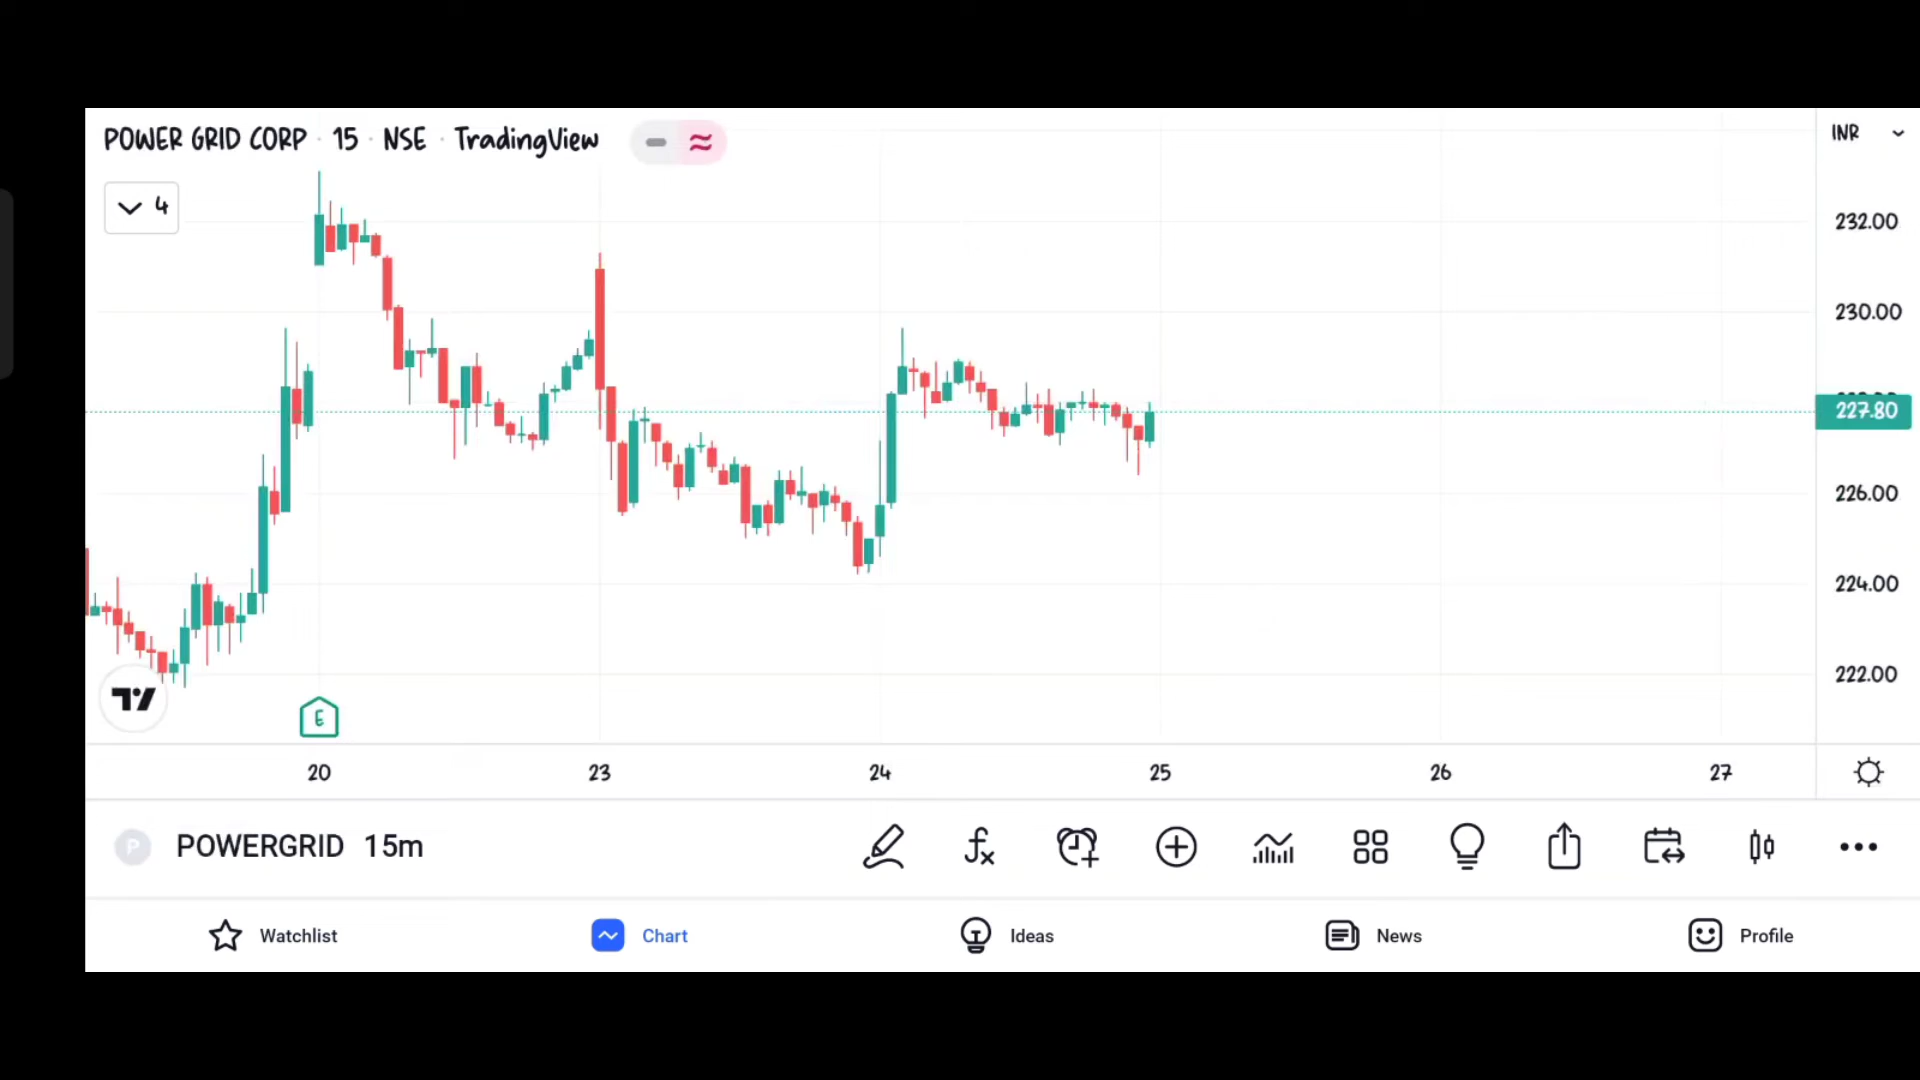 POWER GRID CORP · 15 · NSE · TradingView
INR
4
232.00
230.00
227.80
226.00
224.00
222.00
E
20 23 24 25 26 27
P POWERGRID 15m
Watchlist Chart Ideas News Profile